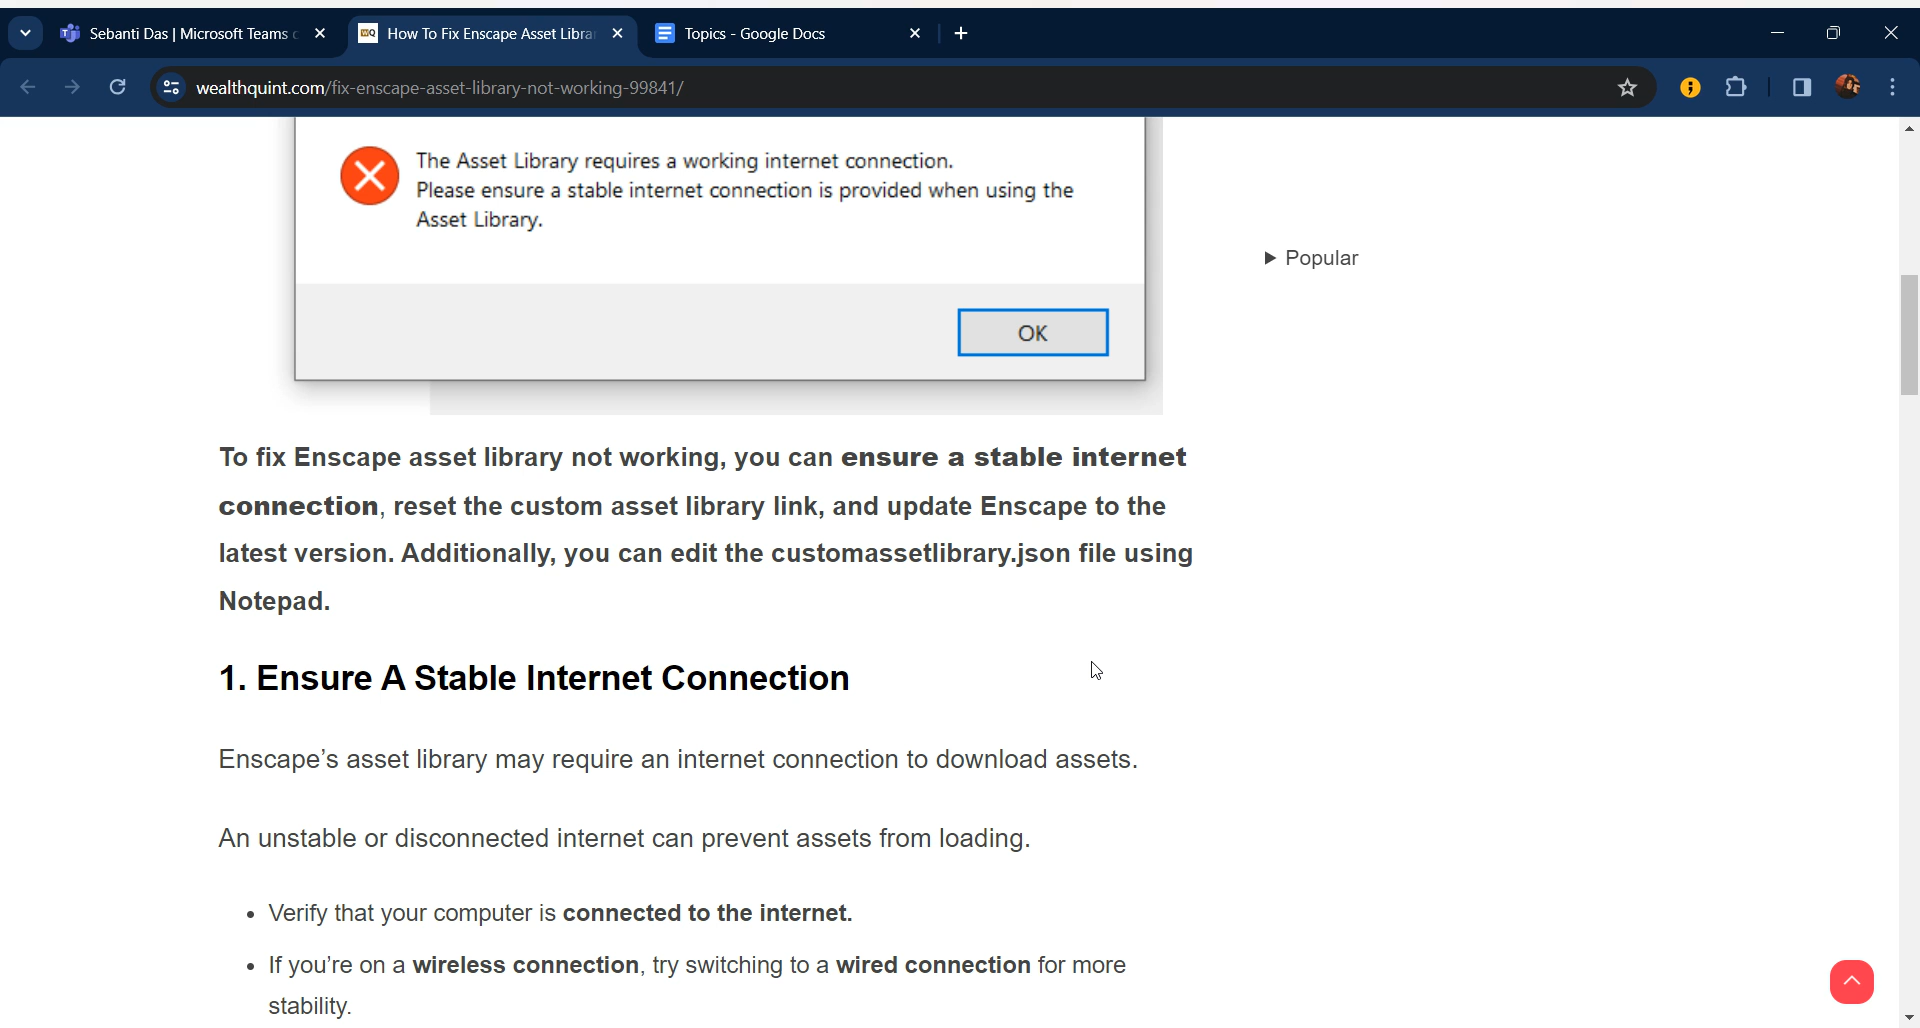 Sebanti Das | Microsoft Teams c
How To Fix Enscape Asset Libra
Topics - Google Docs
wealthquint.com/fix-enscape-asset-library-not-working-99841/
The Asset Library requires a working internet connection.
Please ensure a stable internet connection is provided when using the
Asset Library.
OK
Popular
To fix Enscape asset library not working, you can ensure a stable internet
connection, reset the custom asset library link, and update Enscape to the
latest version. Additionally, you can edit the customassetlibrary.json file using
Notepad.
1. Ensure A Stable Internet Connection
Enscape’s asset library may require an internet connection to download assets.
An unstable or disconnected internet can prevent assets from loading.
• Verify that your computer is connected to the internet.
• If you're on a wireless connection, try switching to a wired connection for more
stability.